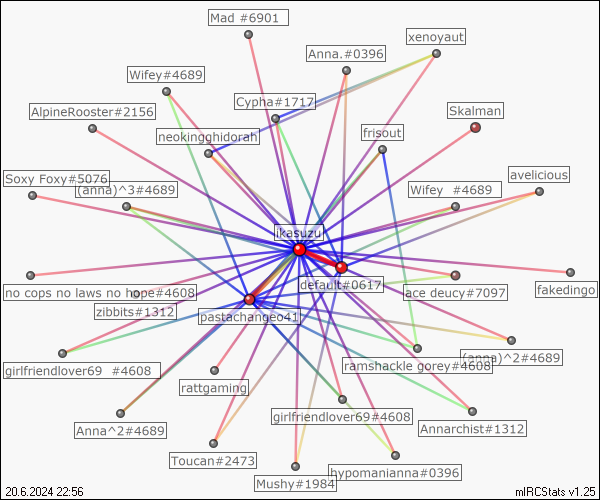 Mad #6901
xenoyaut
Anna.#0396
Wifey#4689
Cypha#1717
AlpineRooster#2156
Skalman
neokingghidorah
frisout
avelicious
Soxy Foxy#5076
(anna)^3#4689
Wifey #4689
ikasuzu
default#0617
no cops no laws no hope#4608
ace deucy#7097
fakedingo
zibbits#1312
pastachangeo41
(anna)^2#4689
girlfriendlover69 #4608
ramshackle gorey#4608
rattgaming
girlfriendlover69#4608
Anna^2#4689
Annarchist#1312
Toucan#2473
hypomanianna#0396
Mushy#1984
20.6.2024 22:56
mIRCStats v1.25